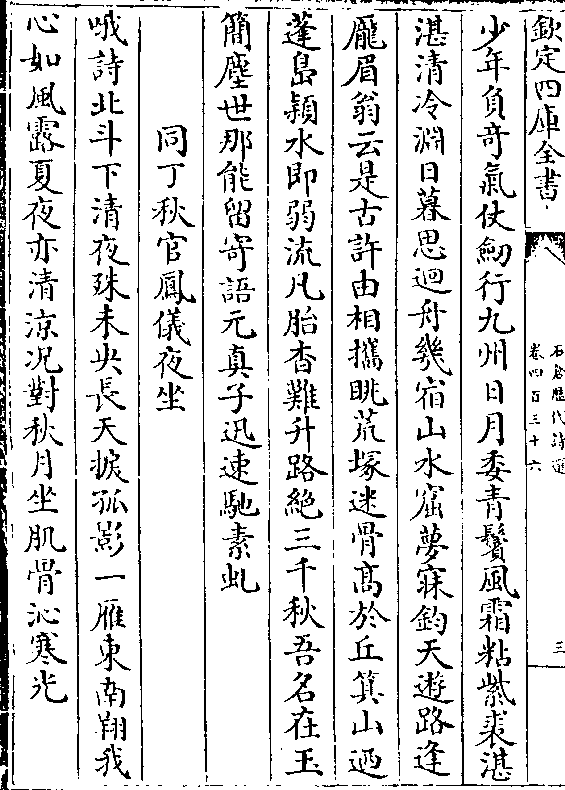 欽定四庫全書
石倉歷代詩選
卷四百三十六
三
少年負奇氣仗劒行九州日月委青鬢風霜粘紫裘湛
湛清冷淵日暮思迴舟幾宿山水窟夢寐鈞天遊路逢
龎眉翁云是古許由相攜眺荒塚迷骨髙於丘箕山迺
蓬島潁水即弱流凡胎杳難升路絶三千秋吾名在玉
簡塵世那能留寄語元真子迅速馳素虬
同丁秋官鳳儀夜坐
哦詩北斗下清夜殊未央長天捩孤影一雁東南翔我
心如風露夏夜亦清涼况對秋月坐肌骨沁寒光